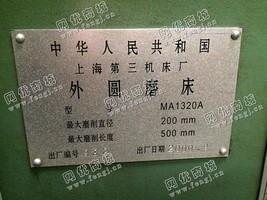 中华人民共和国
上海第三机床厂
外圆磨床
型 MA1320A
最大磨削直径 200 mm
最大磨削长度 500 mm
出厂编号 出厂日期